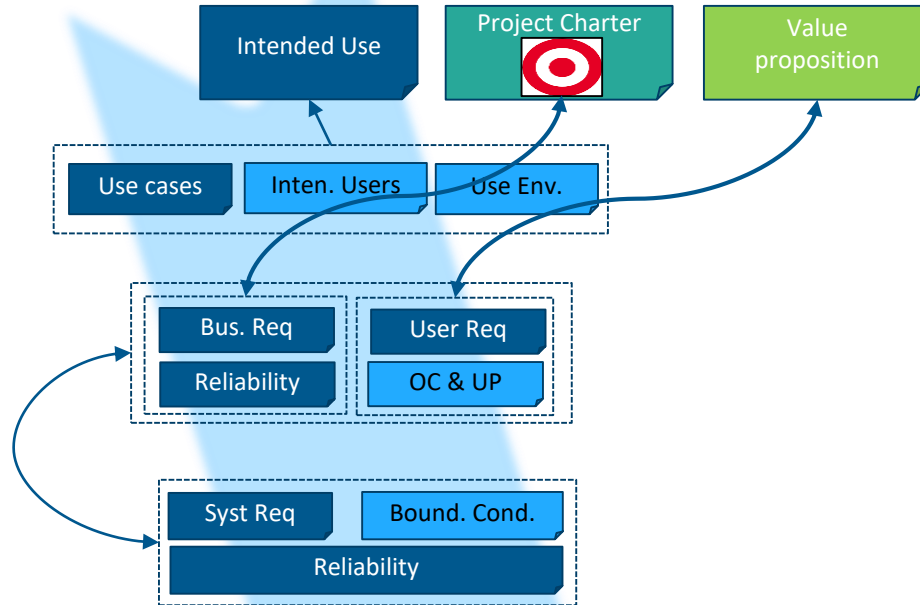 Intended Use
Project Charter
Value
proposition
Use cases
Inten. Users
Use Env.
Bus. Req
User Req
Reliability
OC & UP
Syst Req
Bound. Cond.
Reliability